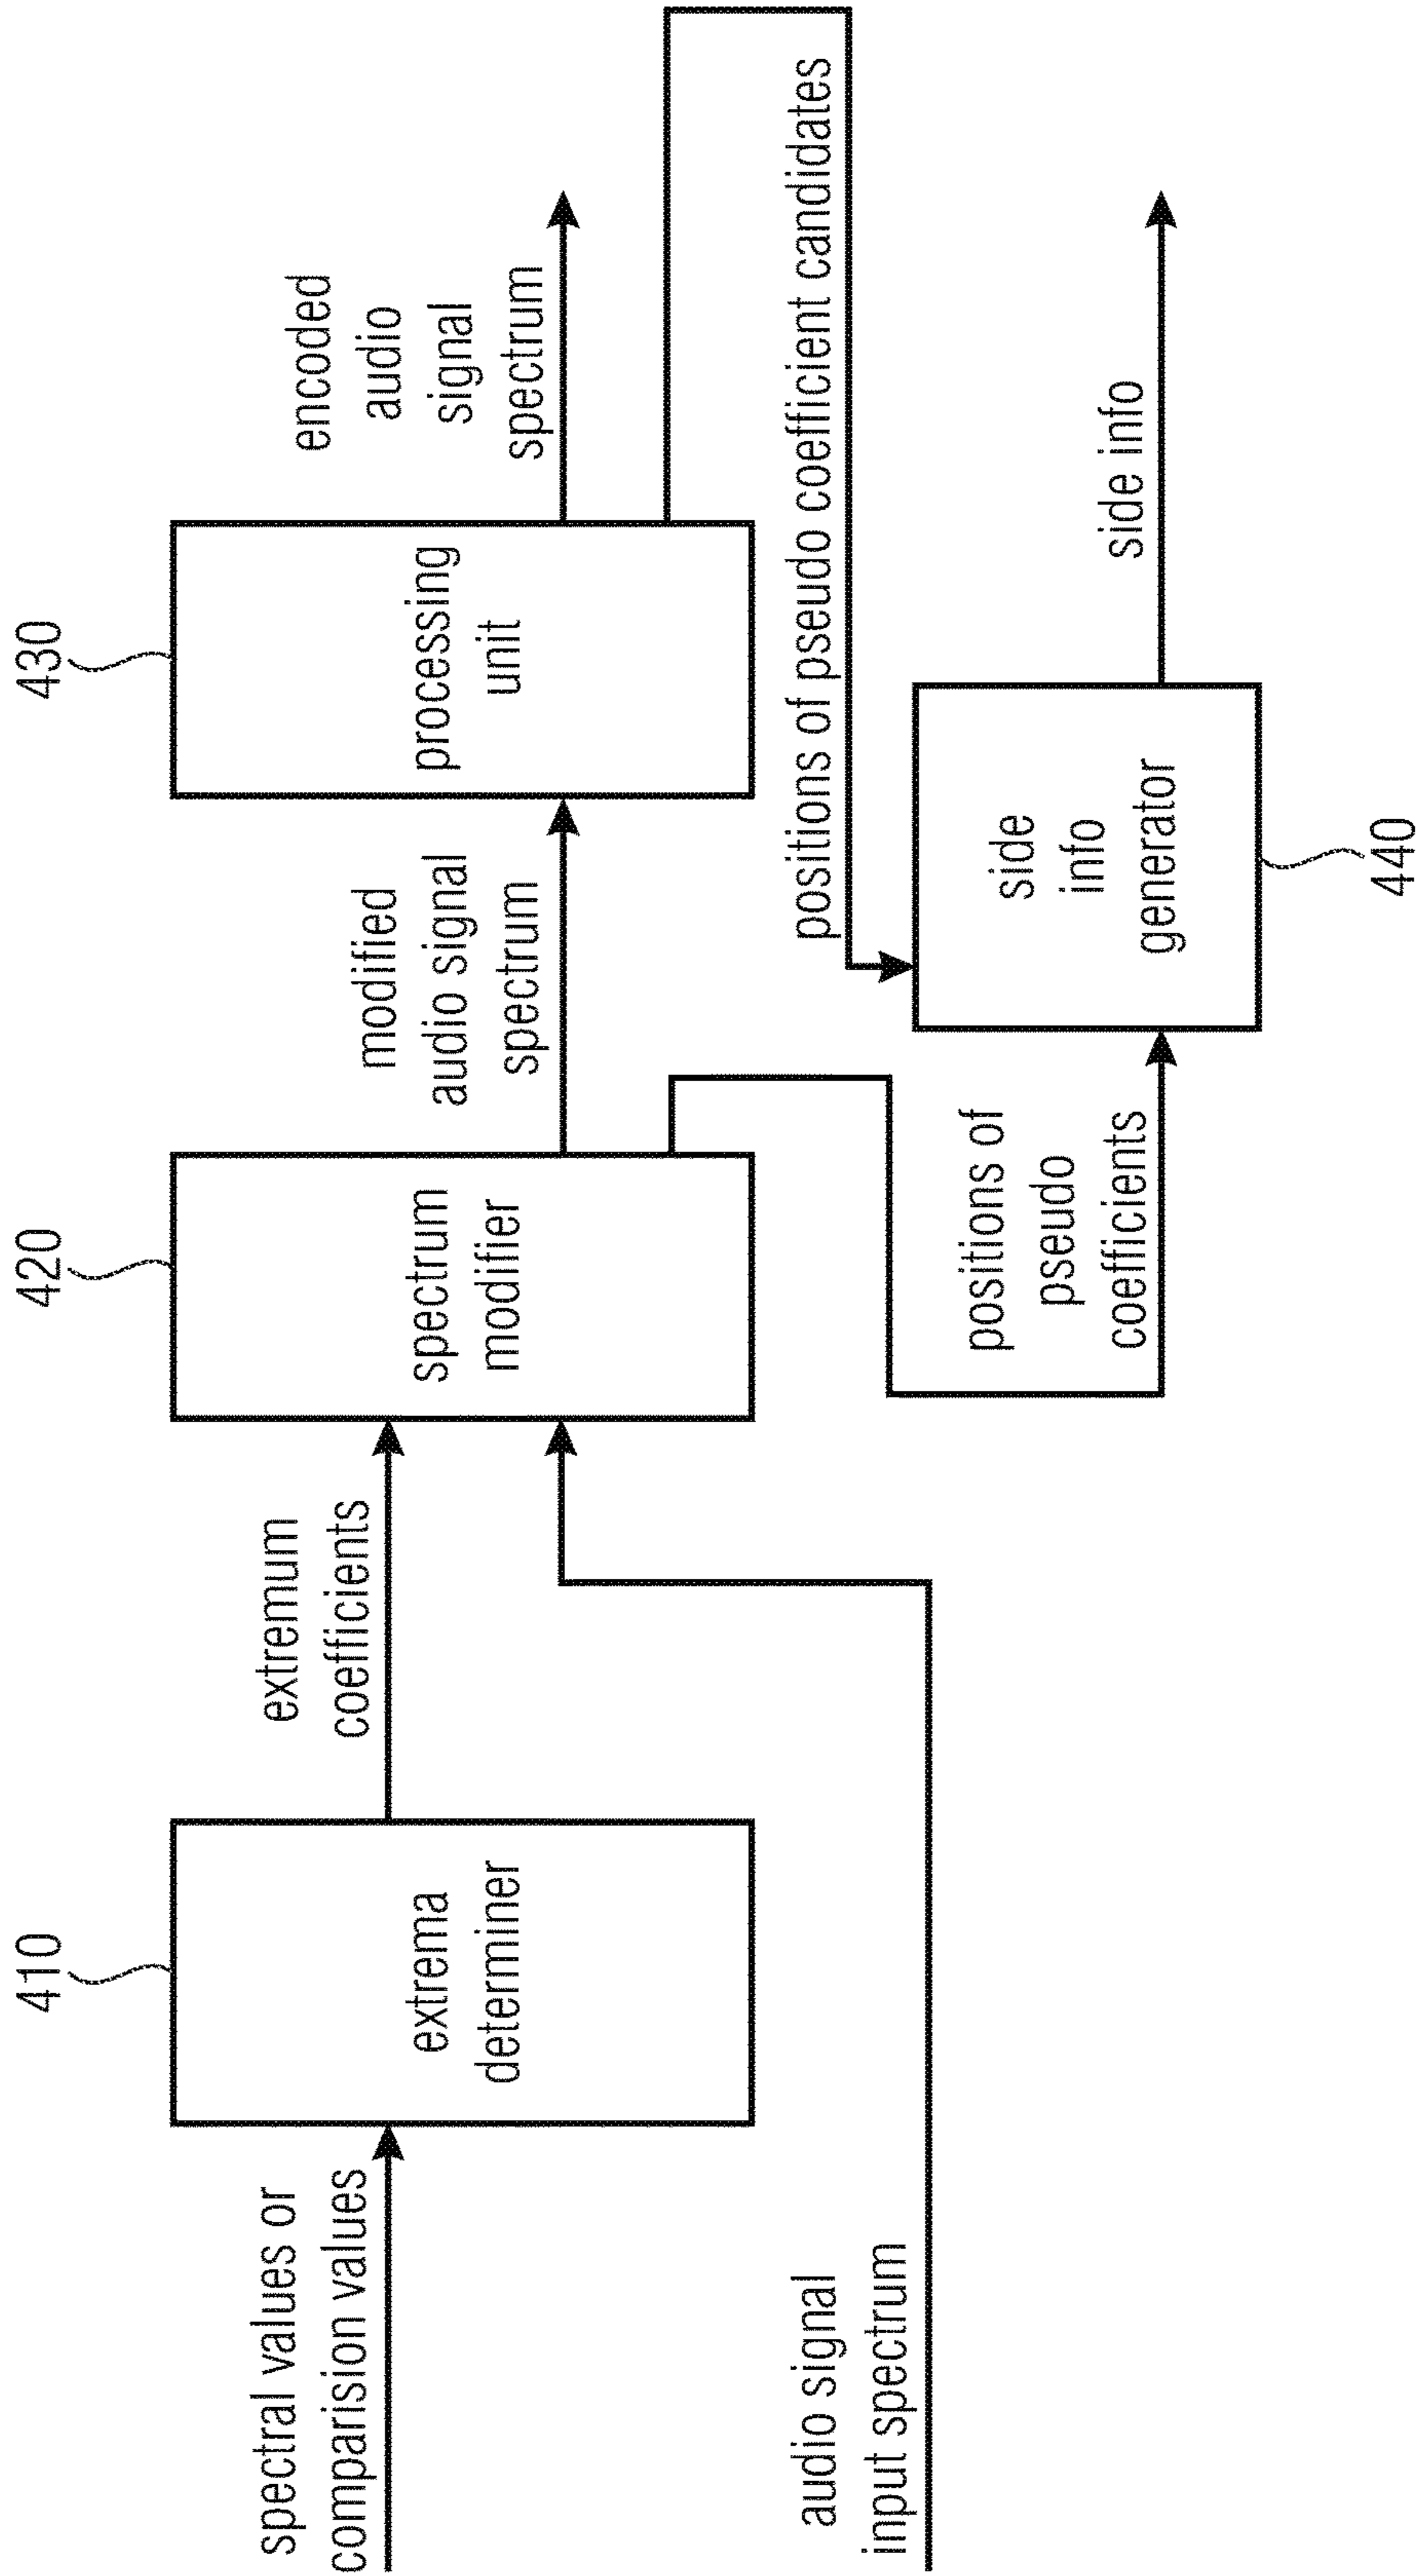 410
420
430
spectral values or
comparision values
extrema
determiner
extremum
coefficients
spectrum
modifier
modified
audio signal
spectrum
processing
unit
encoded
audio
signal
spectrum
audio signal
input spectrum
positions of pseudo coefficient candidates
positions of
pseudo
coefficients
side
info
generator
side info
440